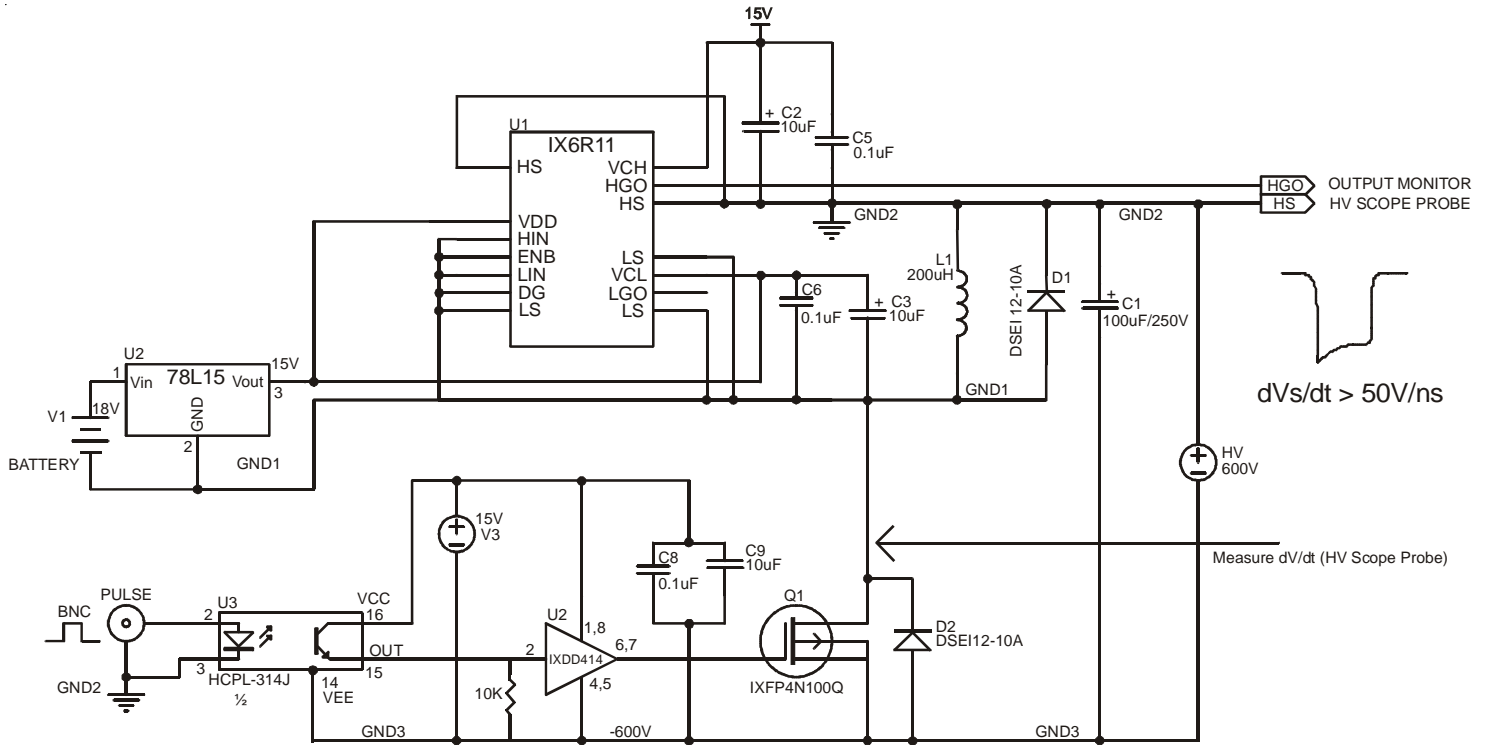 15V
+ C2
10uF
C5
0.1uF
U1
IX6R11
HS
VCH
HGO
HS
VDD
HIN
ENB
LIN
DG
LS
LS
VCL
LGO
LS
GND2
GND2
HGO OUTPUT MONITOR
HS HV SCOPE PROBE
C6
0.1uF
+ C3
10uF
L1
200uH
DSEI 12-10A
D1
+
C1
100uF/250V
dVs/dt > 50V/ns
GND1
U2
78L15
1
Vin
Vout
15V
3
GND
2
V1
18V
BATTERY
GND1
+
HV
600V
15V
V3
+
C8
0.1uF
C9
10uF
Measure dV/dt (HV Scope Probe)
BNC
PULSE
U3
2
3
VCC
16
OUT
15
14
VEE
HCPL-314J
½
GND2
10K
U2
2
1,8
IXDD414
6,7
4,5
Q1
IXFP4N100Q
D2
DSEI12-10A
GND3
-600V
GND3